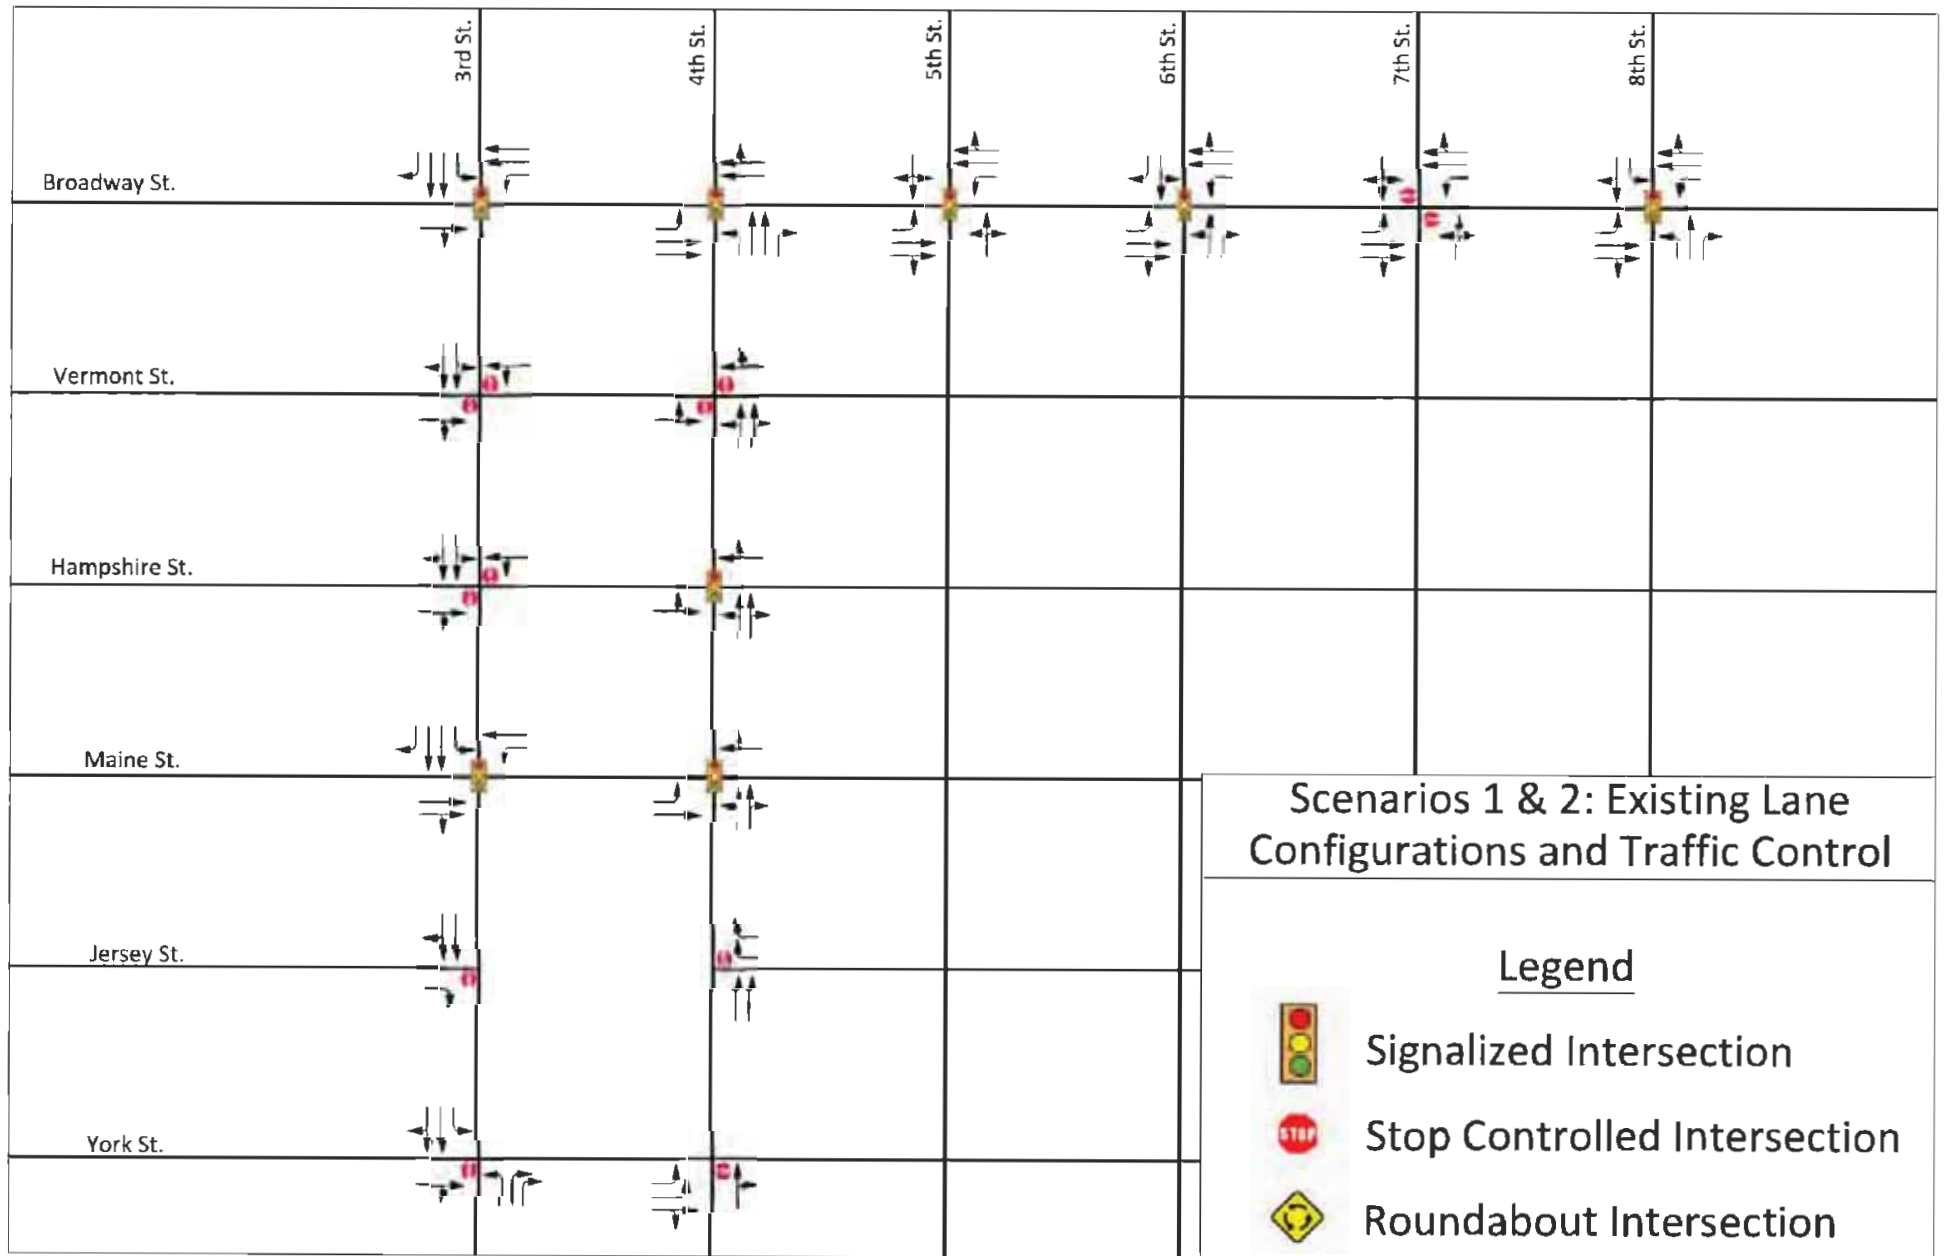 3rd St.
4th St.
5th St.
6th St.
7th St.
8th St.
Broadway St.
Vermont St.
Hampshire St.
Maine St.
Jersey St.
York St.
Scenarios 1 & 2: Existing Lane
Configurations and Traffic Control
Legend
Signalized Intersection
STOP
Stop Controlled Intersection
Roundabout Intersection